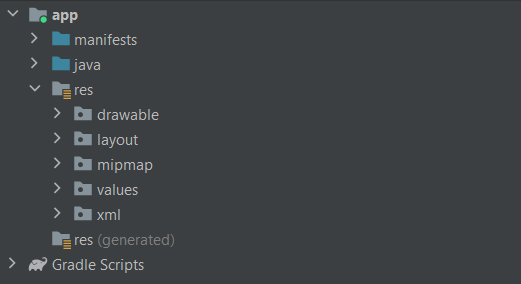 app
manifests
java
res
drawable
layout
mipmap
values
xml
res (generated)
Gradle Scripts